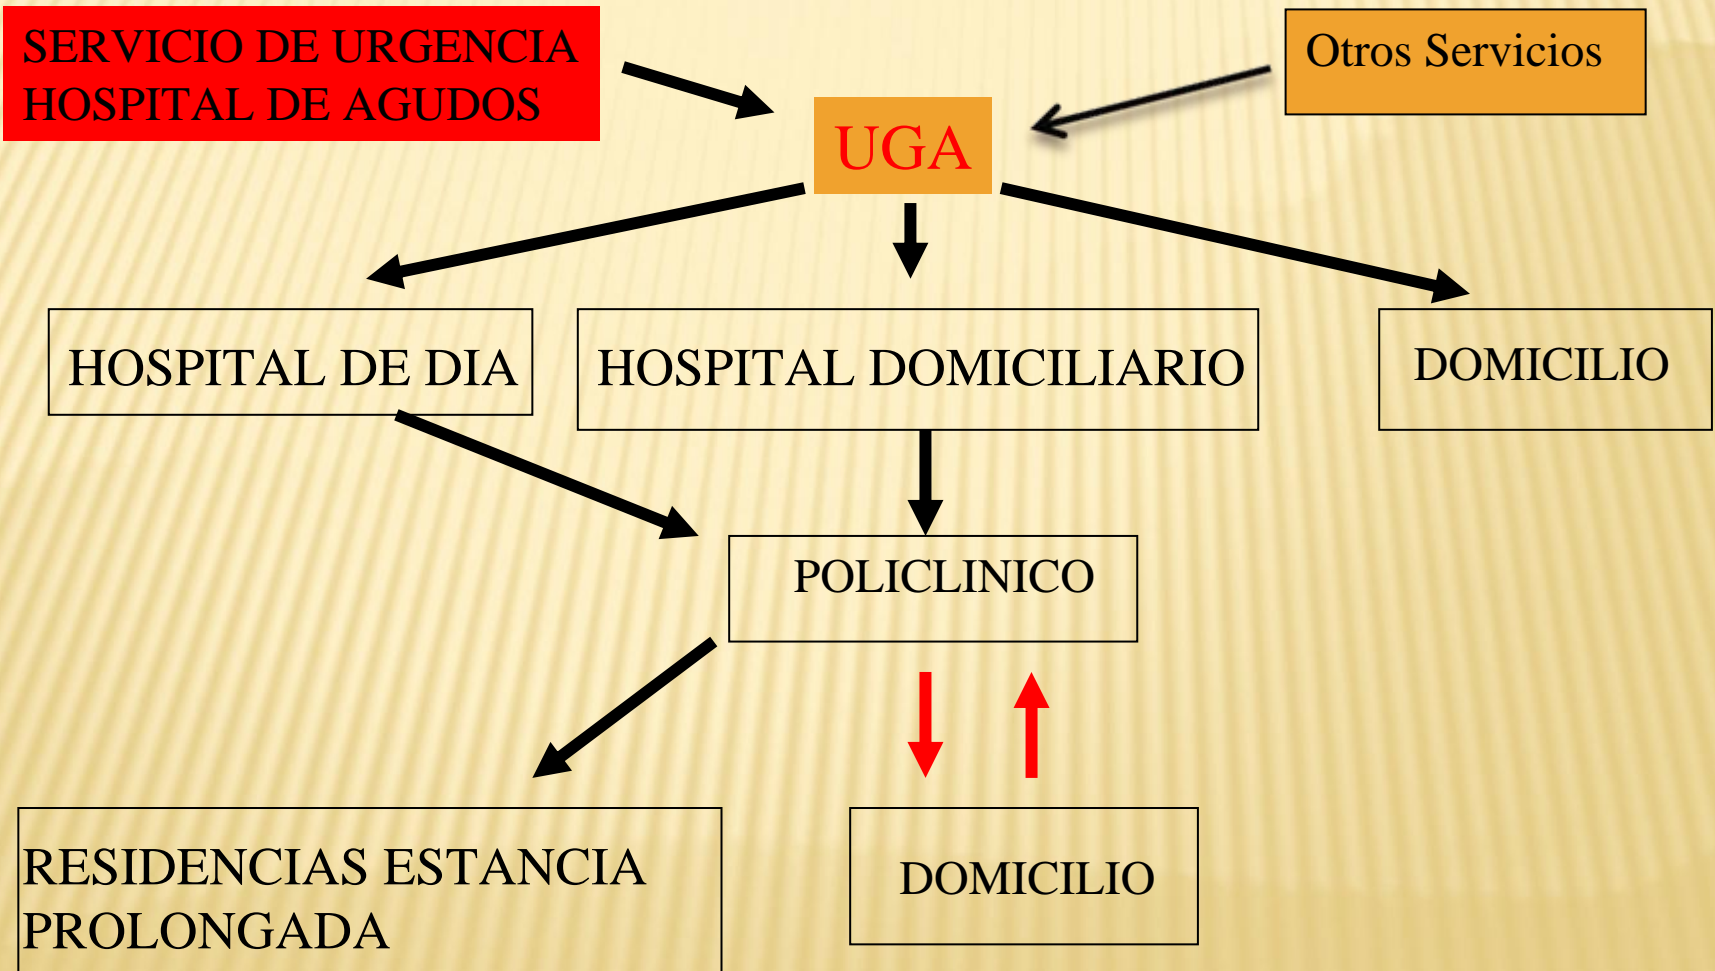 SERVICIO DE URGENCIA
HOSPITAL DE AGUDOS
Otros Servicios
UGA
HOSPITAL DE DIA
HOSPITAL DOMICILIARIO
DOMICILIO
POLICLINICO
RESIDENCIAS ESTANCIA
PROLONGADA
DOMICILIO